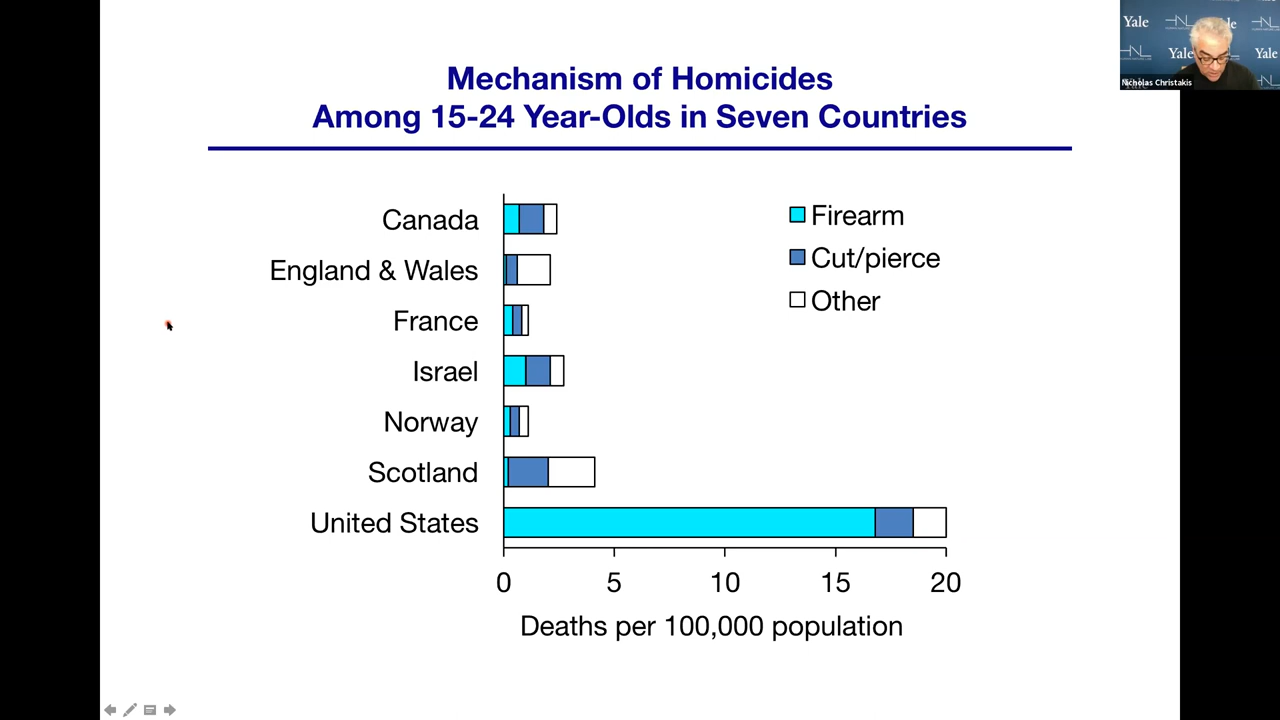 Mechanism of Homicides
Among 15-24 Year-Olds in Seven Countries
Canada
England & Wales
France
Israel
Norway
Scotland
United States
Firearm
Cut/pierce
Other
0 5 10 15 20
Deaths per 100,000 population
Yale
Yale
Yale
Nicholas Christakis